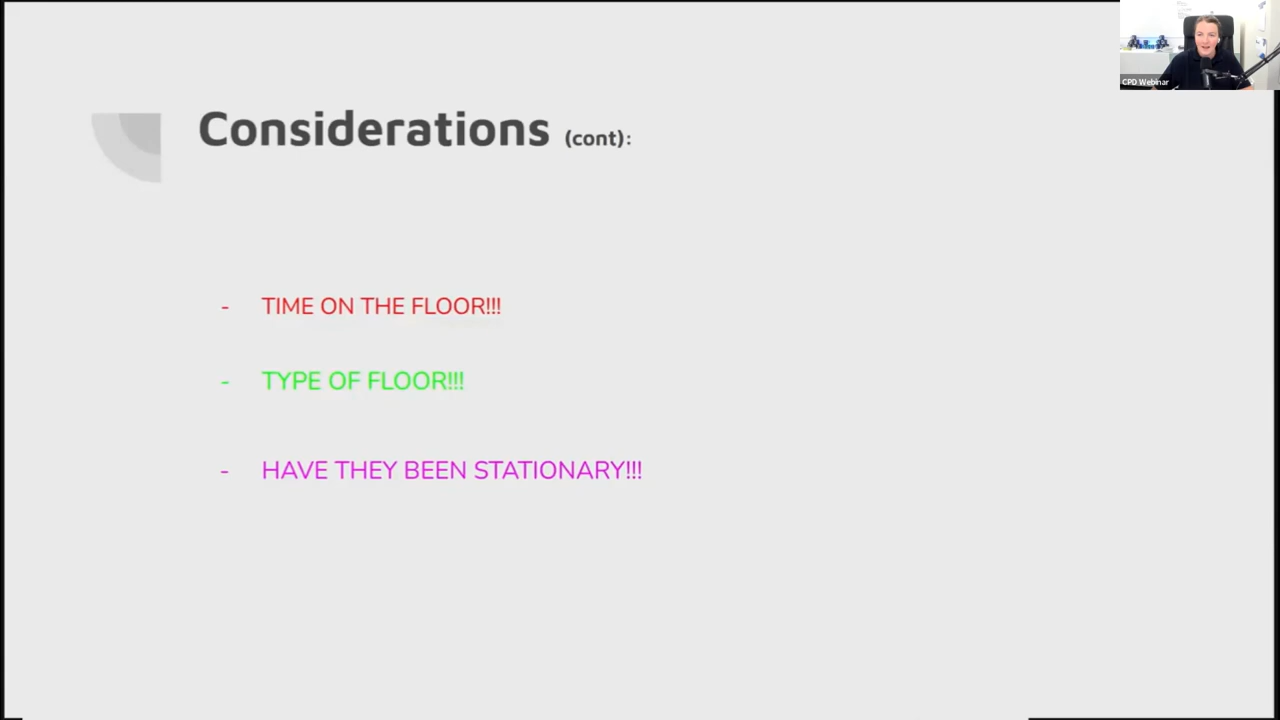 CPD Webinar
Considerations (cont):
- TIME ON THE FLOOR!!!
- TYPE OF FLOOR!!!
- HAVE THEY BEEN STATIONARY!!!